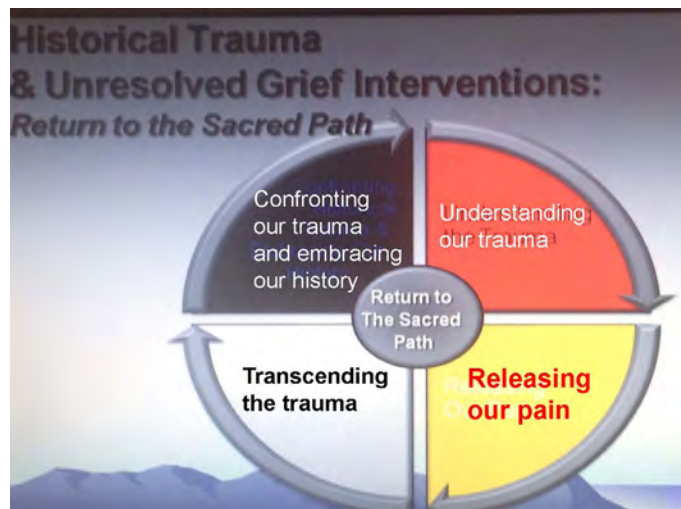 Historical Trauma
& Unresolved Grief Interventions:
Return to the Sacred Path
Confronting
our trauma
and embracing
our history
Understanding
our trauma
Return to
The Sacred
Path
Transcending
the trauma
Releasing
our pain